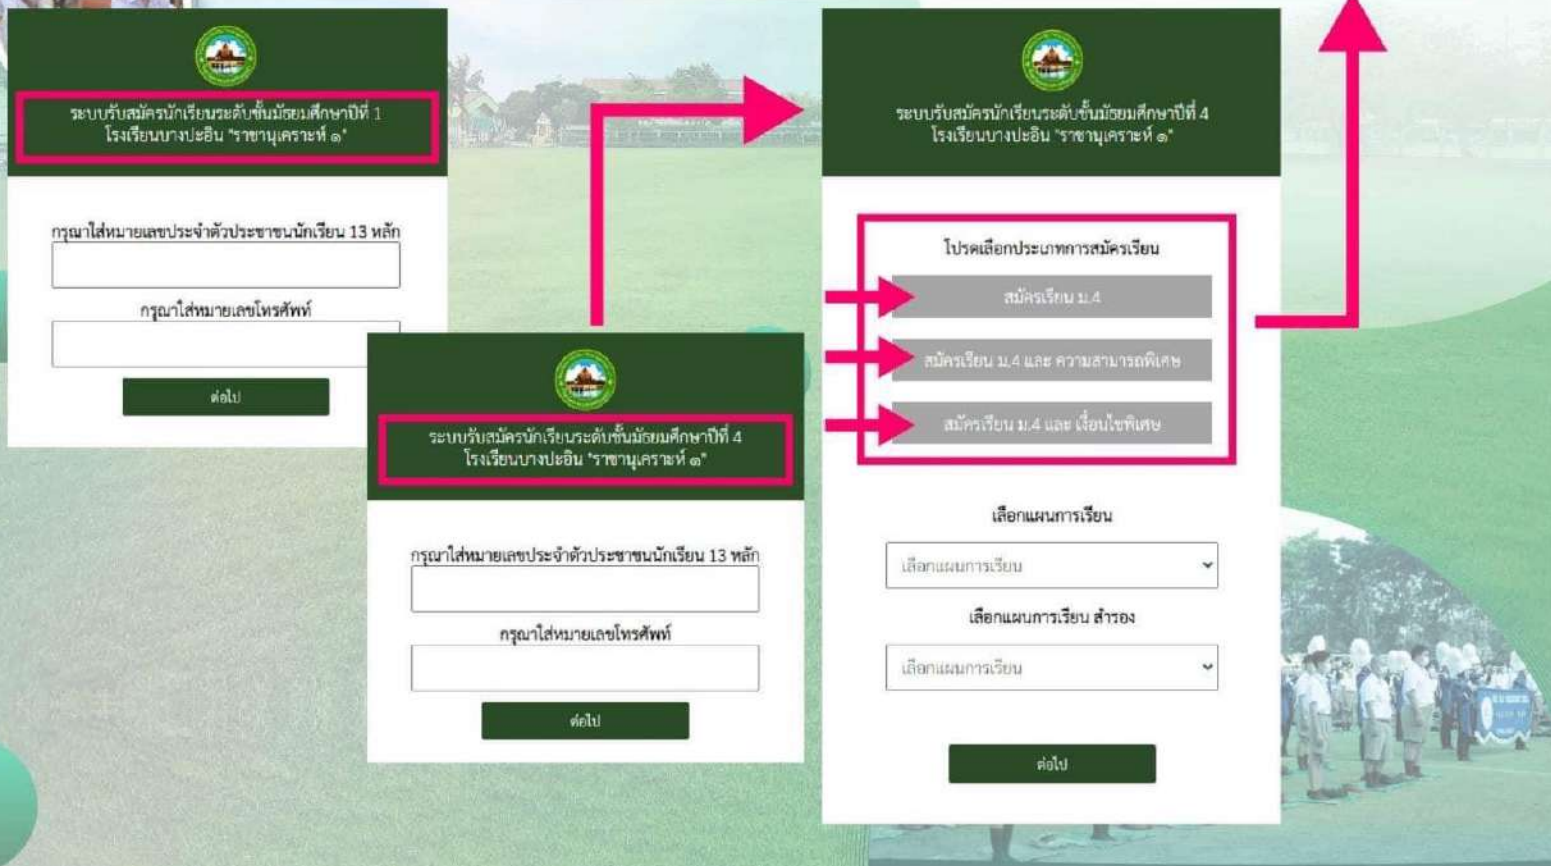 ระบบรับสมัครนักเรียนระดับชั้นมัธยมศึกษาปีที่ 1
โรงเรียนบางปะอิน "ราชานุเคราะห์ ๑"
กรุณาใส่หมายเลขประจำตัวประชาชนนักเรียน 13 หลัก
กรุณาใส่หมายเลขโทรศัพท์
ต่อไป
ระบบรับสมัครนักเรียนระดับชั้นมัธยมศึกษาปีที่ 4
โรงเรียนบางปะอิน "ราชานุเคราะห์ ๑"
กรุณาใส่หมายเลขประจำตัวประชาชนนักเรียน 13 หลัก
กรุณาใส่หมายเลขโทรศัพท์
ต่อไป
ระบบรับสมัครนักเรียนระดับชั้นมัธยมศึกษาปีที่ 4
โรงเรียนบางปะอิน "ราชานุเคราะห์ ๑"
โปรดเลือกประเภทการสมัครเรียน
สมัครเรียน ม.4
สมัครเรียน ม.4 และ ความสามารถพิเศษ
สมัครเรียน ม.4 และ เงื่อนไขพิเศษ
เลือกแผนการเรียน
เลือกแผนการเรียน
เลือกแผนการเรียน สำรอง
เลือกแผนการเรียน
ต่อไป